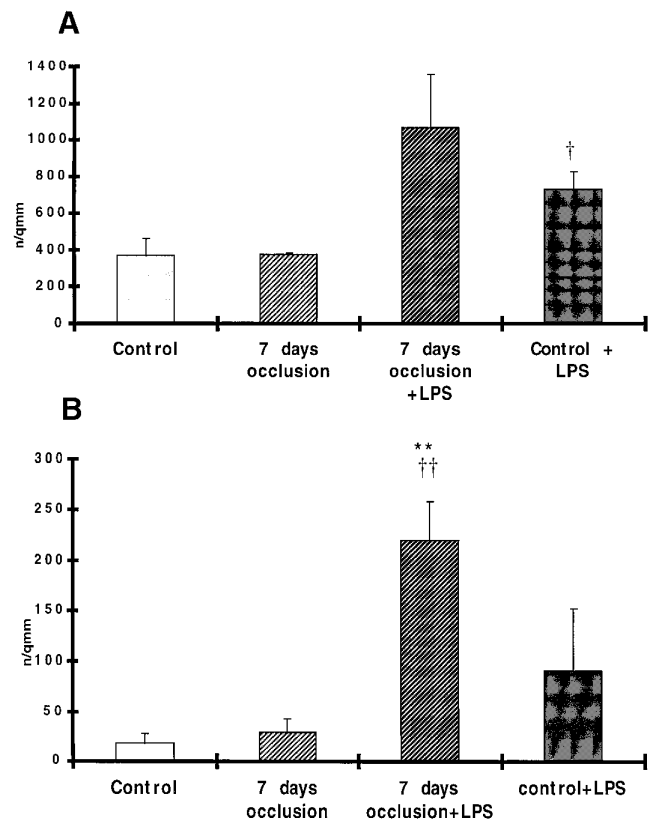 A
1400
1200
1000
800
600
400
200
0
n/qmm
†
Control
7 days
occlusion
7 days
occlusion
+LPS
Control +
LPS
B
300
250
200
150
100
50
0
n/qmm
**
††
Control
7 days
occlusion
7 days
occlusion+LPS
control+LPS